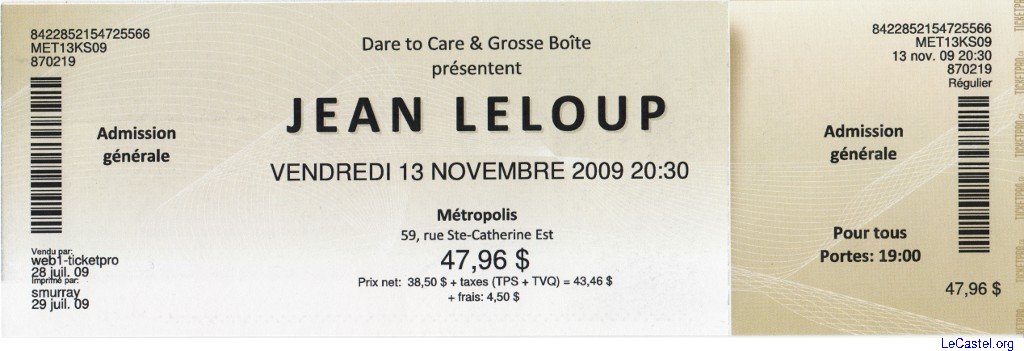 8422852154725566
MET13KS09
870219
Admission
générale
Vendu par:
web1-ticketpro
28 juil. 09
Imprimé par:
smurray
29 juil. 09
Dare to Care & Grosse Boîte
présentent
JEAN LELOUP
VENDREDI 13 NOVEMBRE 2009 20:30
Métropolis
59, rue Ste-Catherine Est
47,96 $
Prix net: 38,50 $ + taxes (TPS + TVQ) = 43,46 $
+ frais: 4,50 $
8422852154725566
MET13KS09
13 nov. 09 20:30
870219
Régulier
Admission
générale
Pour tous
Portes: 19:00
47,96 $
TICKETPRO
TICKETPRO
TICKETPRO
LeCastel.org